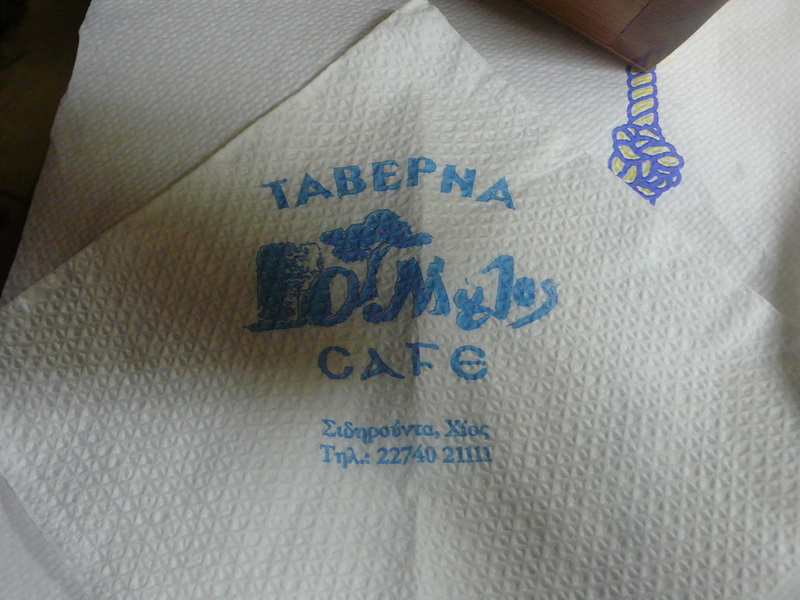 ΤΑΒΕΡΝΑ
Ο Μύλος
CAFE
Σιδηρούντα, Χίος
Τηλ.: 22740 21111